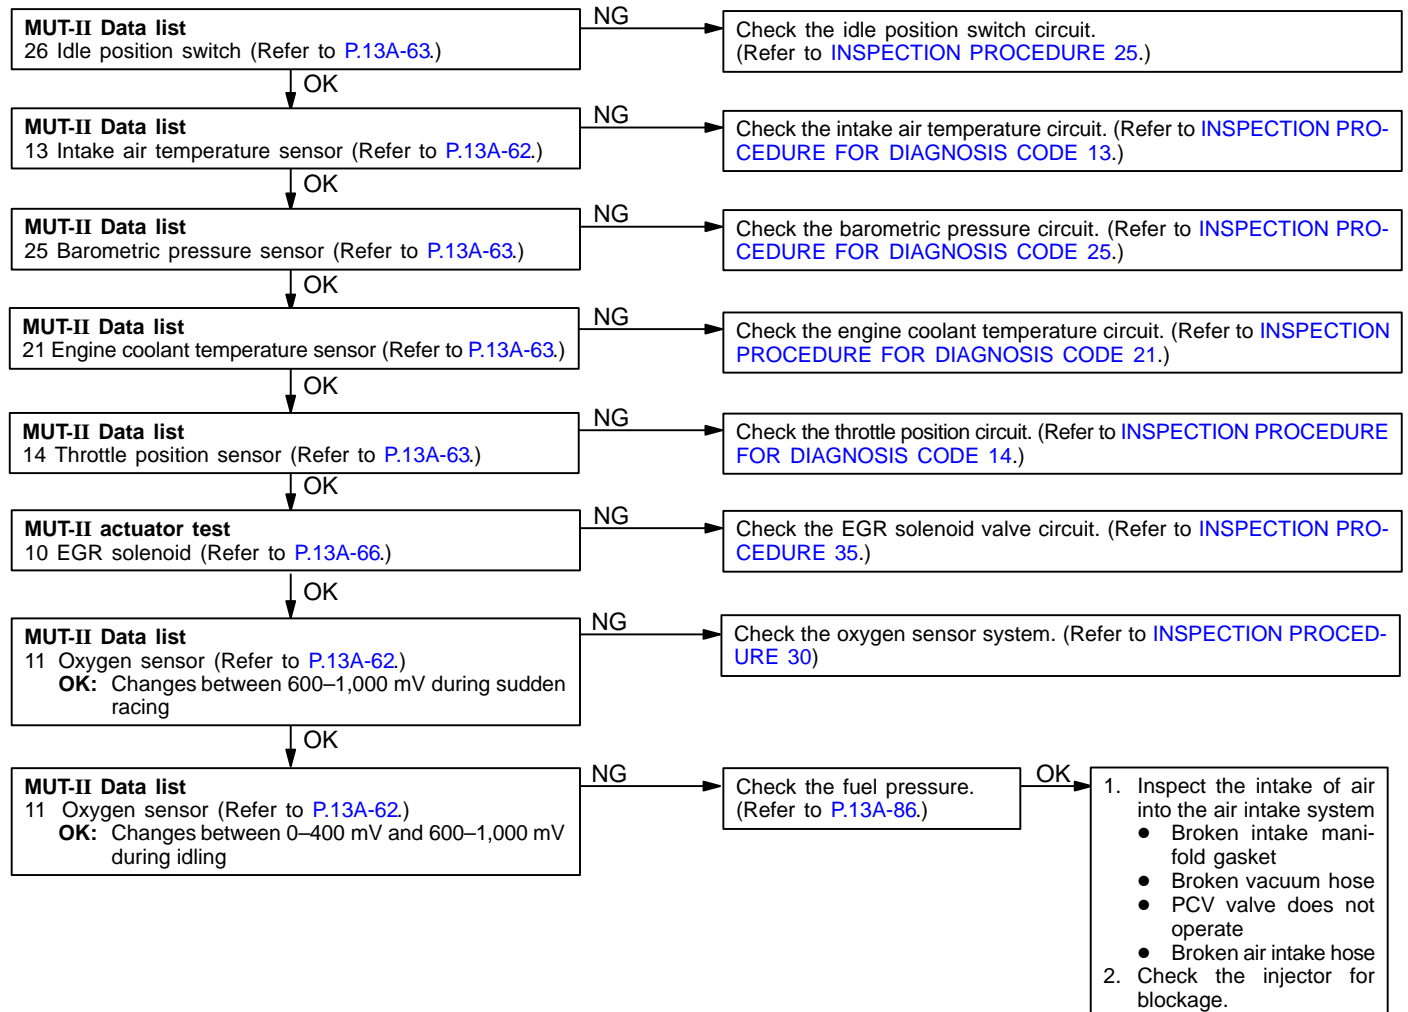 MUT-II Data list
26 Idle position switch (Refer to P.13A-63.)
NG
Check the idle position switch circuit.
(Refer to INSPECTION PROCEDURE 25.)
OK
MUT-II Data list
13 Intake air temperature sensor (Refer to P.13A-62.)
NG
Check the intake air temperature circuit. (Refer to INSPECTION PRO-
CEDURE FOR DIAGNOSIS CODE 13.)
OK
MUT-II Data list
25 Barometric pressure sensor (Refer to P.13A-63.)
NG
Check the barometric pressure circuit. (Refer to INSPECTION PRO-
CEDURE FOR DIAGNOSIS CODE 25.)
OK
MUT-II Data list
21 Engine coolant temperature sensor (Refer to P.13A-63.)
NG
Check the engine coolant temperature circuit. (Refer to INSPECTION
PROCEDURE FOR DIAGNOSIS CODE 21.)
OK
MUT-II Data list
14 Throttle position sensor (Refer to P.13A-63.)
NG
Check the throttle position circuit. (Refer to INSPECTION PROCEDURE
FOR DIAGNOSIS CODE 14.)
OK
MUT-II actuator test
10 EGR solenoid (Refer to P.13A-66.)
NG
Check the EGR solenoid valve circuit. (Refer to INSPECTION PRO-
CEDURE 35.)
OK
MUT-II Data list
11 Oxygen sensor (Refer to P.13A-62.)
OK: Changes between 600–1,000 mV during sudden
racing
NG
Check the oxygen sensor system. (Refer to INSPECTION PROCED-
URE 30)
OK
MUT-II Data list
11 Oxygen sensor (Refer to P.13A-62.)
OK: Changes between 0–400 mV and 600–1,000 mV
during idling
NG
Check the fuel pressure.
(Refer to P.13A-86.)
OK
1. Inspect the intake of air
into the air intake system
● Broken intake mani-
fold gasket
● Broken vacuum hose
● PCV valve does not
operate
● Broken air intake hose
2. Check the injector for
blockage.